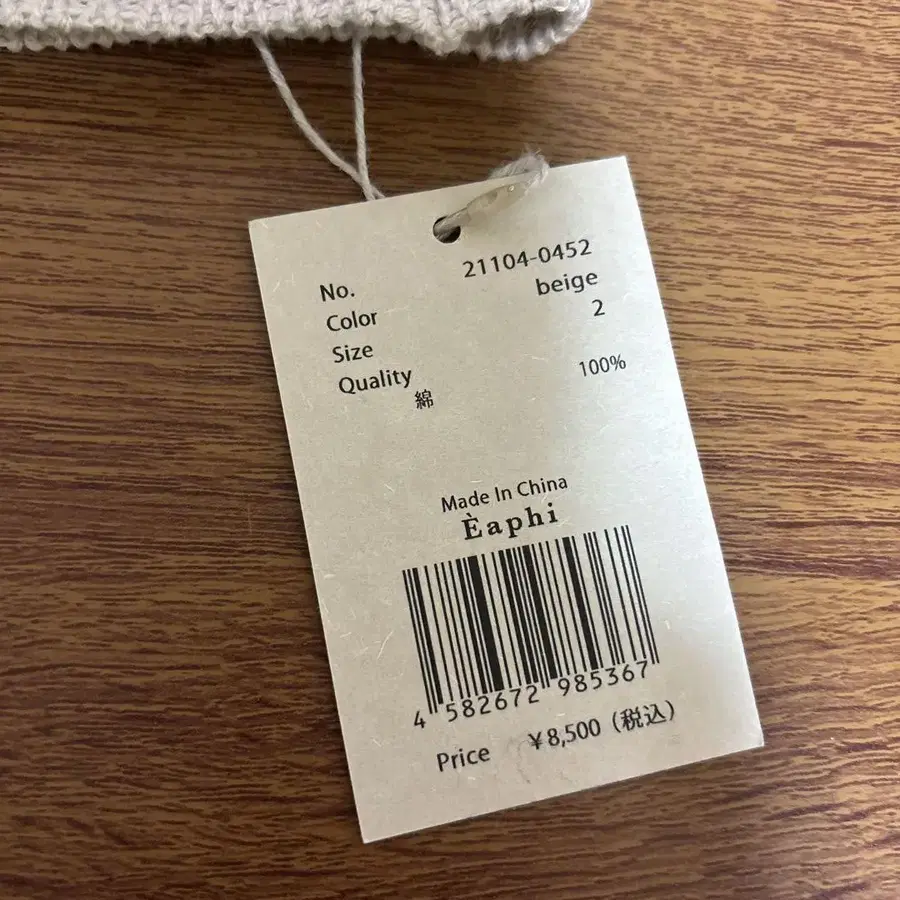 No. 21104-0452
Color beige
Size 2
Quality
綿 100%
Made In China
Èaphi
4 582672 985367
Price ¥8,500（税込）